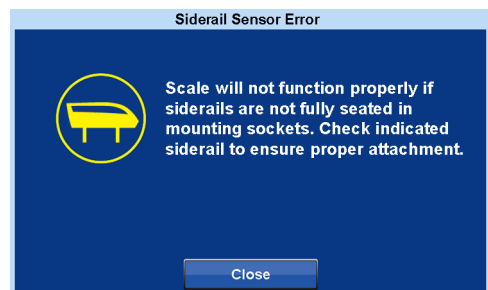 Siderail Sensor Error
Scale will not function properly if
siderails are not fully seated in
mounting sockets. Check indicated
siderail to ensure proper attachment.
Close